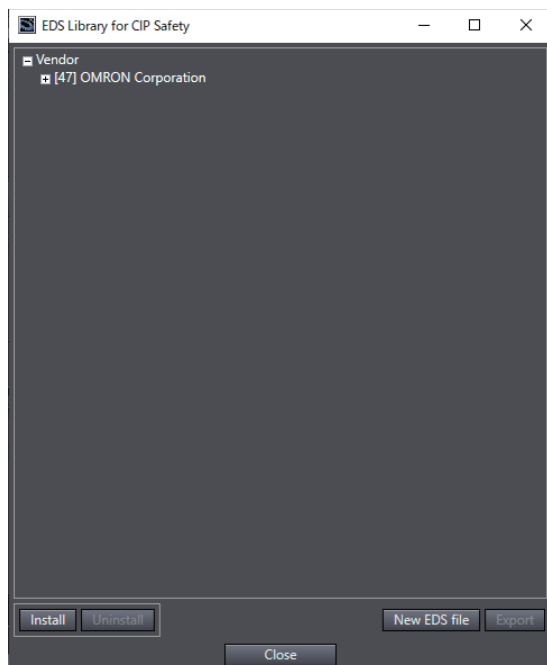 EDS Library for CIP Safety
Vendor
[47] OMRON Corporation
Install Uninstall New EDS file Export
Close